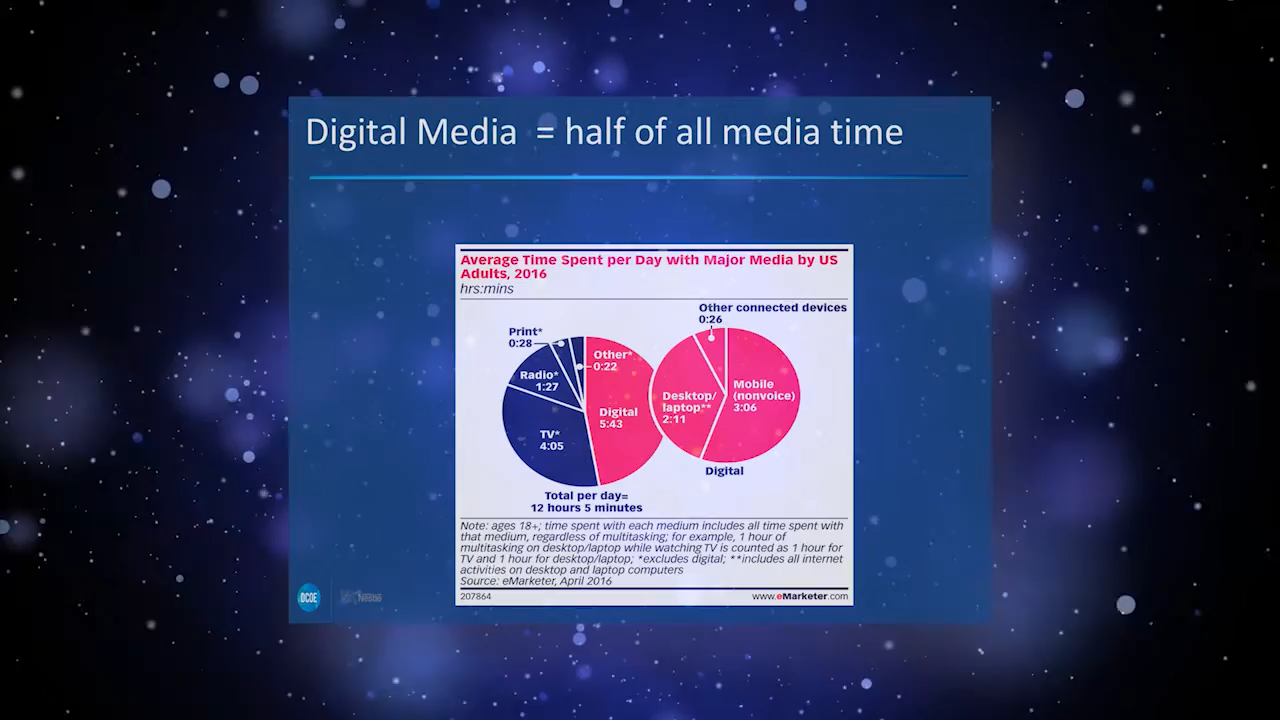 Digital Media = half of all media time
Average Time Spent per Day with Major Media by US
Adults, 2016
hrs:mins
Other connected devices
0:26
Print*
0:28
Other*
0:22
Radio*
1:27
Digital
5:43
TV*
4:05
Desktop/
laptop**
2:11
Mobile
(nonvoice)
3:06
Digital
Total per day=
12 hours 5 minutes
Note: ages 18+; time spent with each medium includes all time spent with
that medium, regardless of multitasking; for example, 1 hour of
multitasking on desktop/laptop while watching TV is counted as 1 hour for
TV and 1 hour for desktop/laptop; *excludes digital; **includes all internet
activities on desktop and laptop computers
Source: eMarketer, April 2016
207864
www.eMarketer.com
DCOE
Nestle